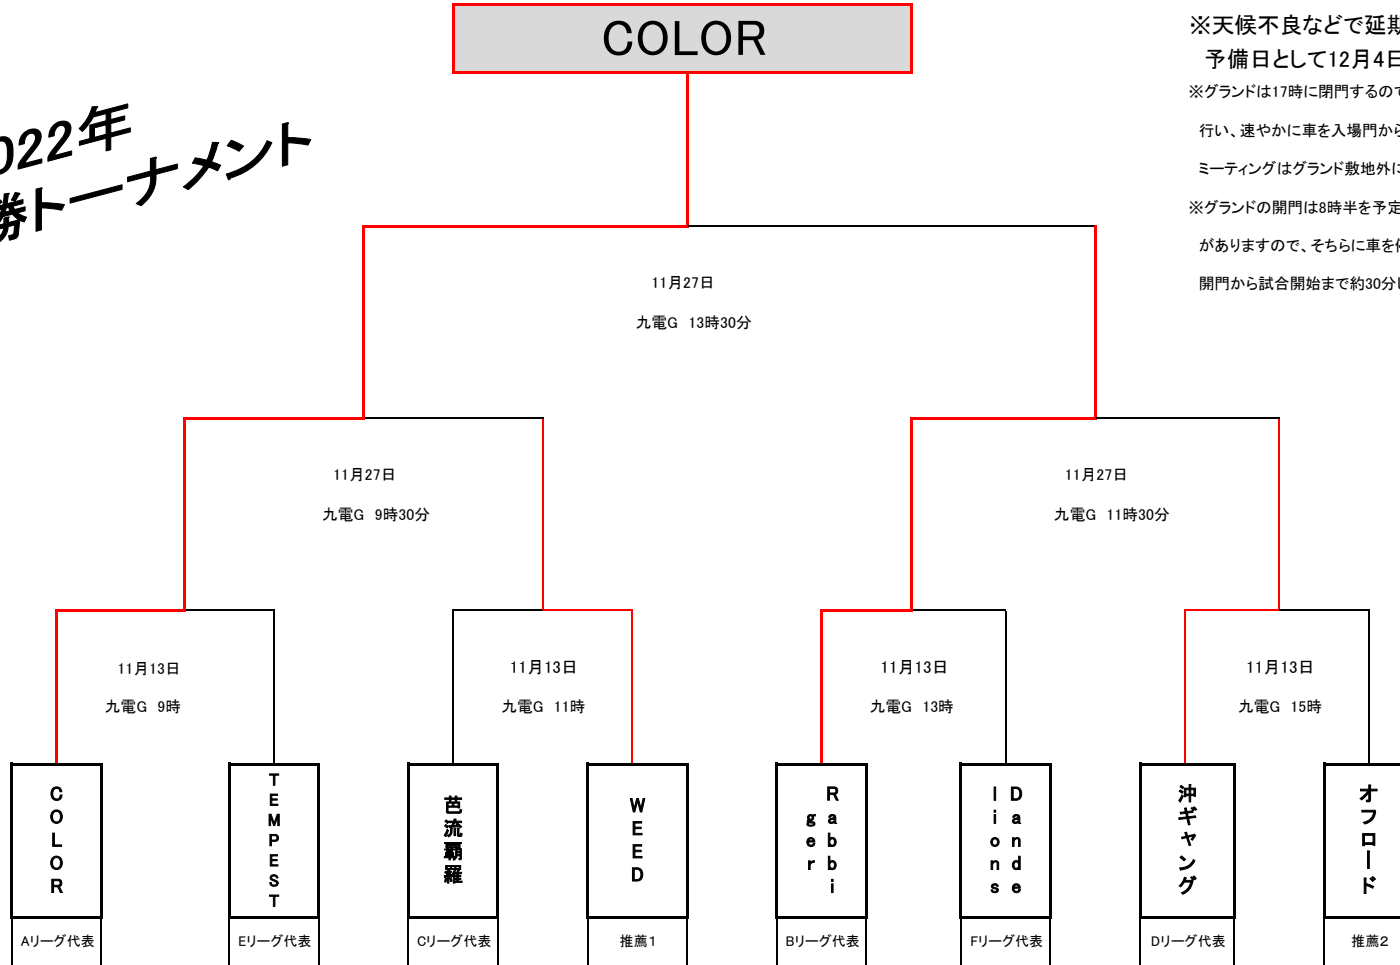 COLOR
※天候不良などで延期
予備日として12月4日
※グランドは17時に閉門するので
行い、速やかに車を入場門から
ミーティングはグランド敷地外に
※グランドの開門は8時半を予定
がありますので、そちらに車を
開門から試合開始まで約30分
022年
勝トーナメント
11月27日
九電G 13時30分
11月27日
九電G 9時30分
11月27日
九電G 11時30分
11月13日
九電G 9時
11月13日
九電G 11時
11月13日
九電G 13時
11月13日
九電G 15時
COLOR
TEMPEST
芭流覇羅
WEED
Rabbi
ger
Dande
lions
沖ギャング
オフロード
Aリーグ代表
Eリーグ代表
Cリーグ代表
推薦1
Bリーグ代表
Fリーグ代表
Dリーグ代表
推薦2